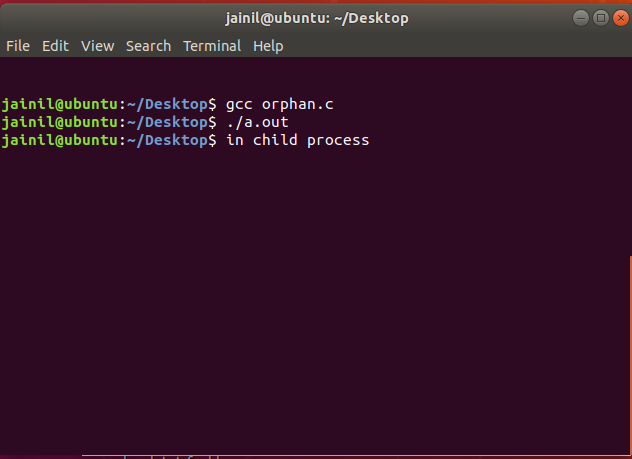 jainil@ubuntu: ~/Desktop
File Edit View Search Terminal Help
jainil@ubuntu:~/Desktop$ gcc orphan.c
jainil@ubuntu:~/Desktop$ ./a.out
jainil@ubuntu:~/Desktop$ in child process